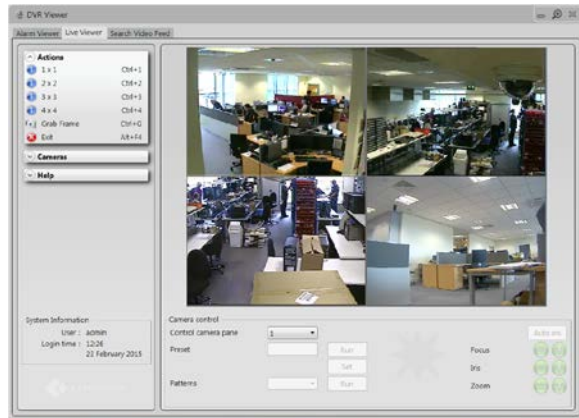 DVR Viewer
Alarm Viewer Live Viewer Search Video Feed
Actions
1 x 1 Ctrl+1
2 x 2 Ctrl+2
3 x 3 Ctrl+3
4 x 4 Ctrl+4
Grab Frame Ctrl+G
Exit Alt+F4
Cameras
Help
System Information
User : admin
Login time : 12:26
23 February 2015
Camera control
Control camera pane 1
Preset Run
Set
Patterns Run
Actions
Focus
Iris
Zoom